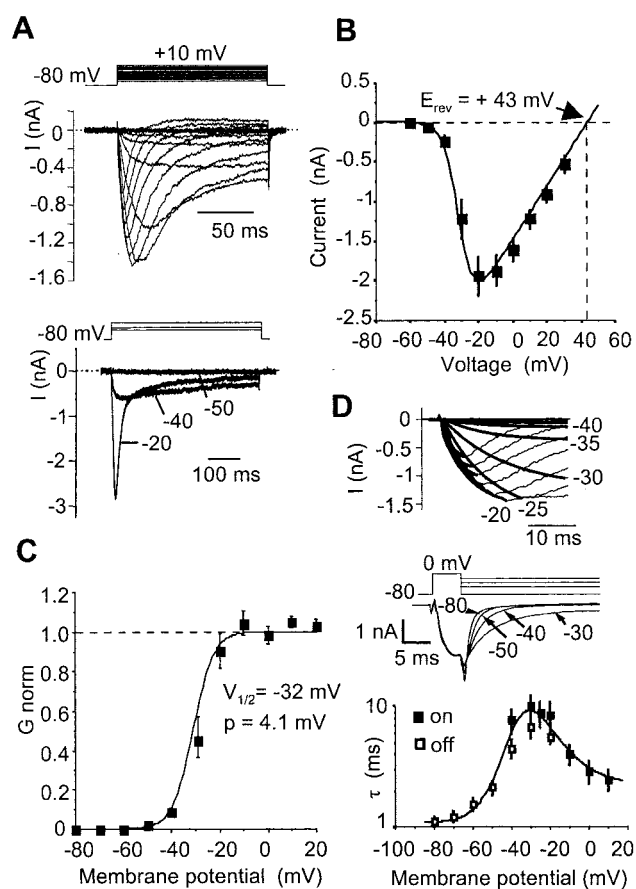 A
+10 mV
-80 mV
I (nA)
0
-0.4
-0.8
-1.2
-1.6
50 ms
-80 mV
I (nA)
0
-1
-2
-3
-50
-40
-20
100 ms
B
Current (nA)
0.5
0
-0.5
-1
-1.5
-2
-2.5
Erev = + 43 mV
-80 -60 -40 -20 0 20 40 60
Voltage (mV)
C
G norm
1.2
1.0
0.8
0.6
0.4
0.2
0
V1/2= -32 mV
p = 4.1 mV
-80 -60 -40 -20 0 20
Membrane potential (mV)
D
I (nA)
0
-0.5
-1
-1.5
-40
-35
-30
-25
-20
10 ms
0 mV
-80
-80
-50
-40
-30
1 nA
5 ms
τ (ms)
10
1
on
off
-100 -80 -60 -40 -20 0 20
Membrane potential (mV)